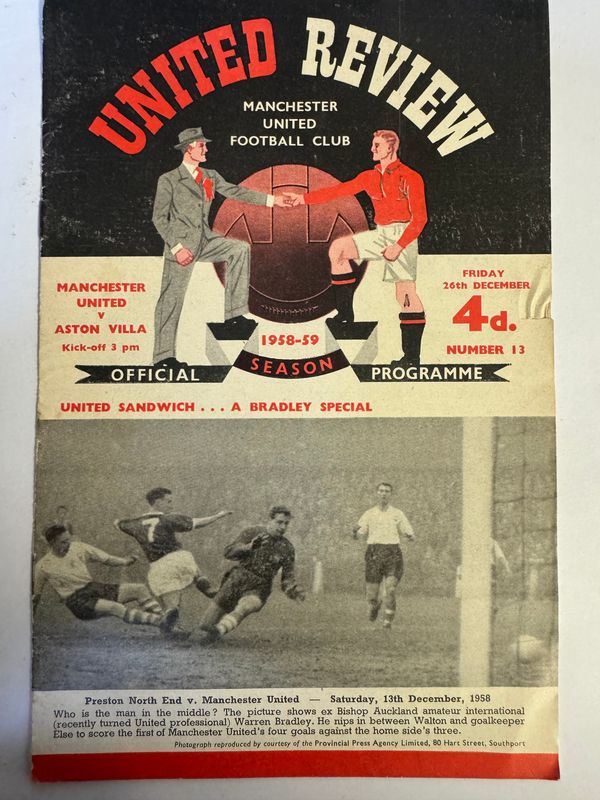 UNITED REVIEW
MANCHESTER
UNITED
FOOTBALL CLUB
MANCHESTER
UNITED
V
ASTON VILLA
Kick-off 3 pm
FRIDAY
26th DECEMBER
4d.
NUMBER 13
1958-59
SEASON
OFFICIAL
PROGRAMME
UNITED SANDWICH . . . A BRADLEY SPECIAL
7
Preston North End v. Manchester United — Saturday, 13th December, 1958
Who is the man in the middle? The picture shows ex Bishop Auckland amateur international
(recently turned United professional) Warren Bradley. He nips in between Walton and goalkeeper
Else to score the first of Manchester United's four goals against the home side's three.
Photograph reproduced by courtesy of the Provincial Press Agency Limited, 80 Hart Street, Southport